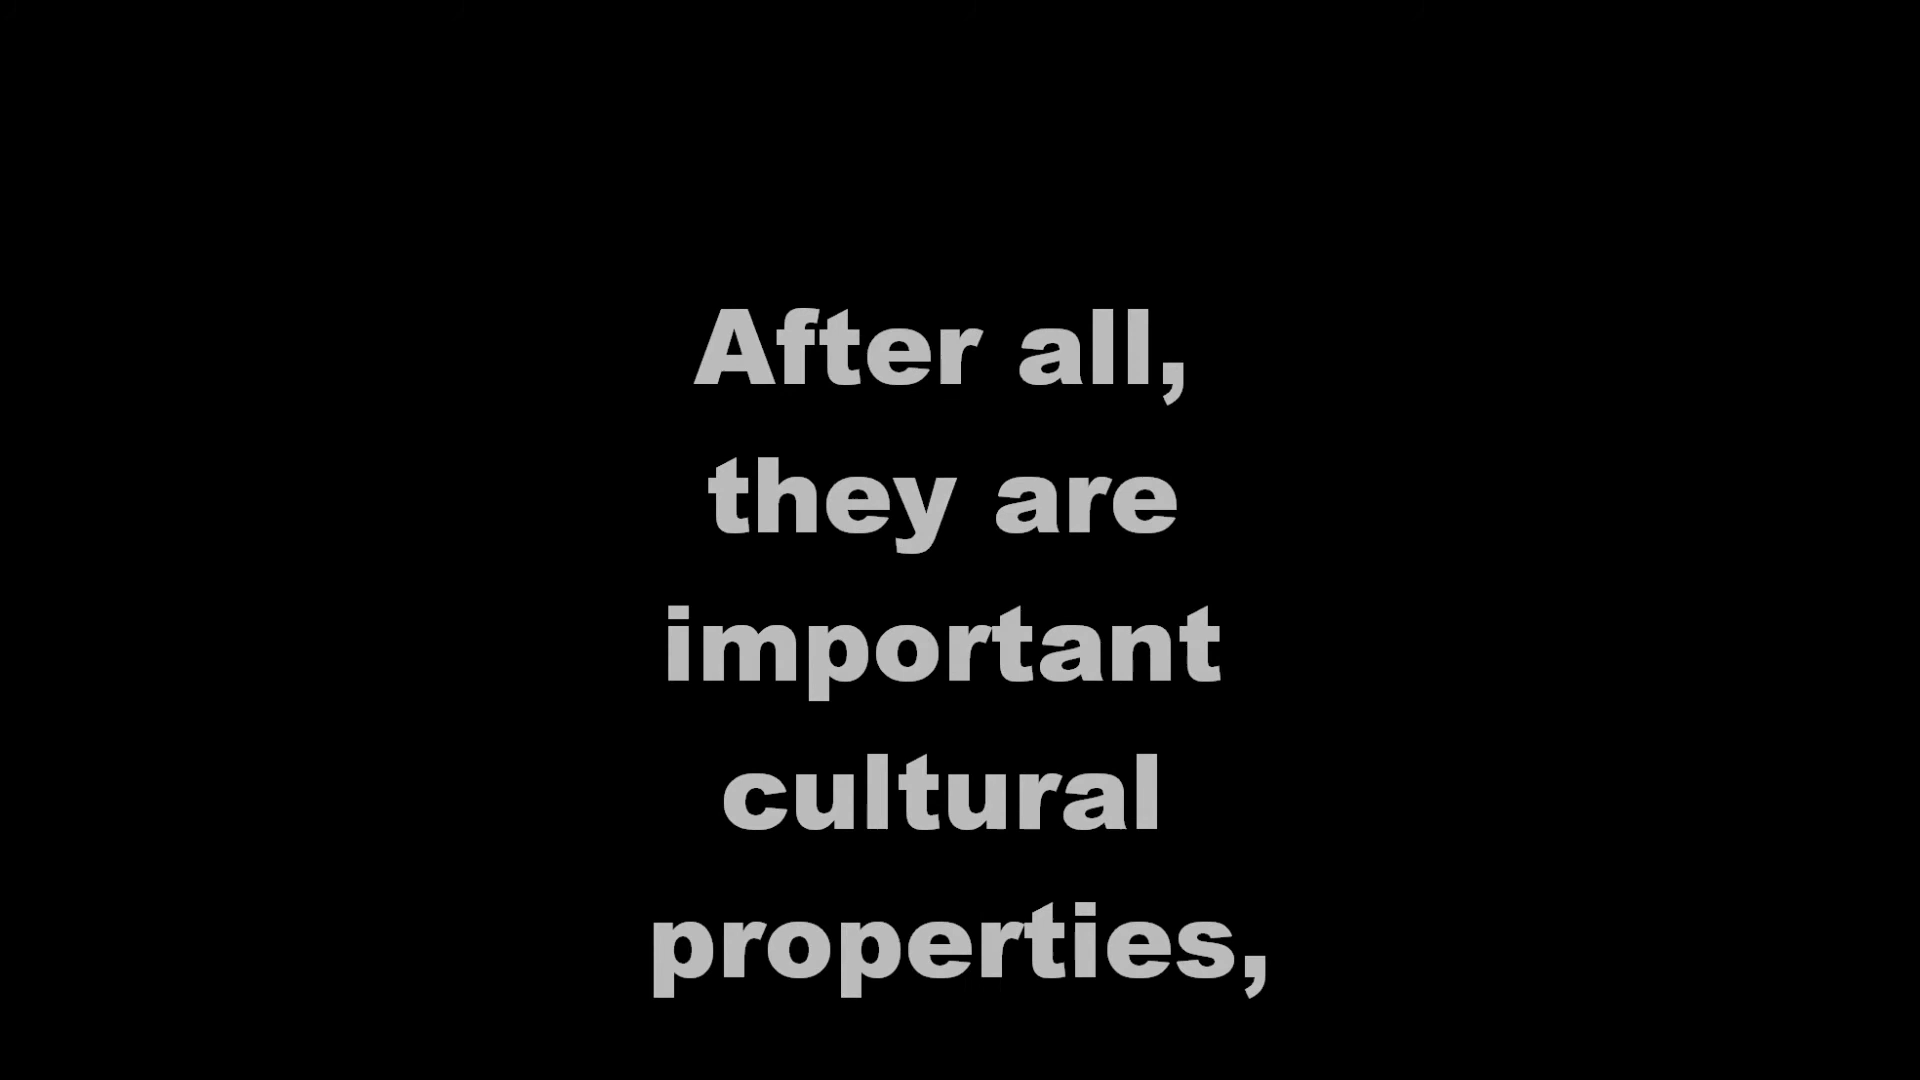 After all,
they are
important
cultural
properties,